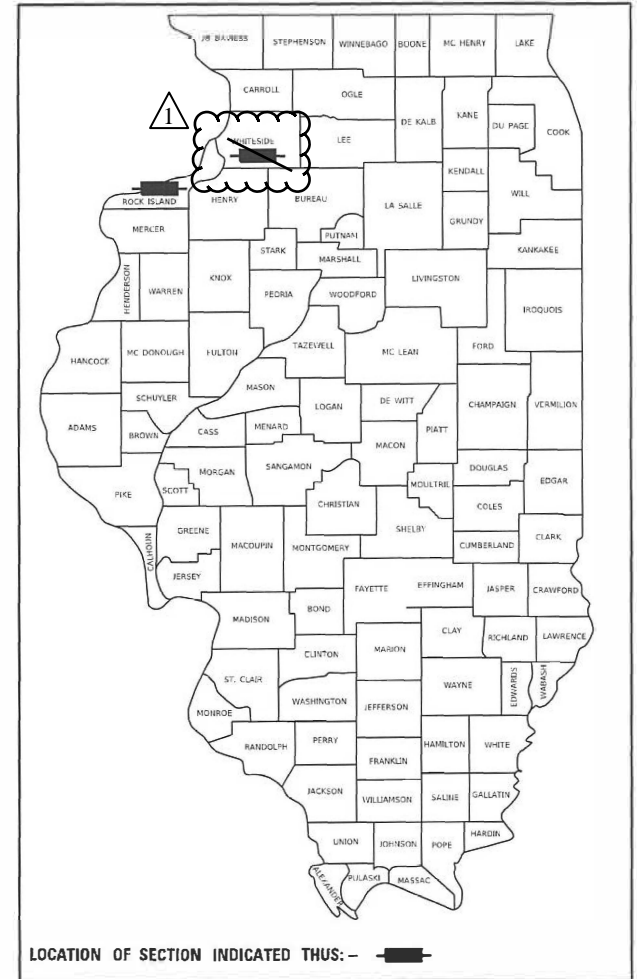 JO DAVIESS STEPHENSON WINNEBAGO BOONE MC HENRY LAKE
CARROLL OGLE DE KALB KANE DU PAGE COOK
1
WHITESIDE LEE
KENDALL WILL
ROCK ISLAND HENRY BUREAU LA SALLE GRUNDY
MERCER PUTNAM KANKAKEE
STARK MARSHALL
HENDERSON WARREN KNOX PEORIA WOODFORD LIVINGSTON IROQUOIS
HANCOCK MC DONOUGH FULTON TAZEWELL MC LEAN FORD
MASON
SCHUYLER LOGAN DE WITT CHAMPAIGN VERMILION
ADAMS BROWN CASS MENARD PIATT
MACON
MORGAN SANGAMON DOUGLAS EDGAR
PIKE SCOTT MOULTRIE
CHRISTIAN COLES
GREENE SHELBY
CALHOUN MACOUPIN MONTGOMERY CUMBERLAND CLARK
JERSEY FAYETTE EFFINGHAM JASPER CRAWFORD
MADISON BOND
CLAY RICHLAND LAWRENCE
CLINTON MARION
ST. CLAIR WAYNE EDWARDS WABASH
WASHINGTON JEFFERSON
MONROE
RANDOLPH PERRY HAMILTON WHITE
FRANKLIN
JACKSON WILLIAMSON SALINE GALLATIN
UNION JOHNSON POPE HARDIN
ALEXANDER PULASKI MASSAC
LOCATION OF SECTION INDICATED THUS: -